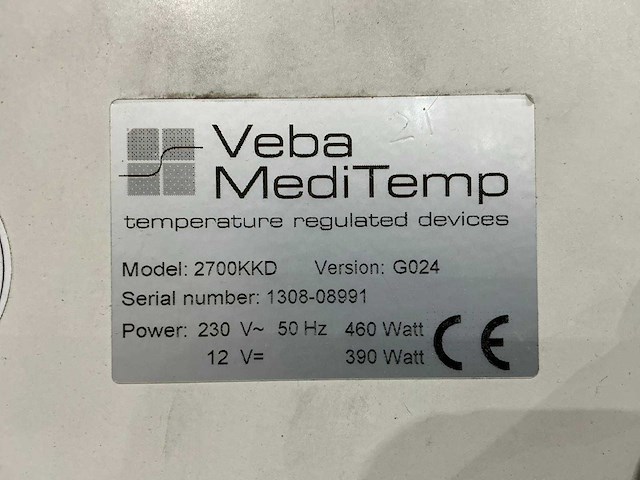 Veba
MediTemp
temperature regulated devices
Model: 2700KKD Version: G024
Serial number: 1308-08991
Power: 230 V~ 50 Hz 460 Watt
12 V= 390 Watt
CE